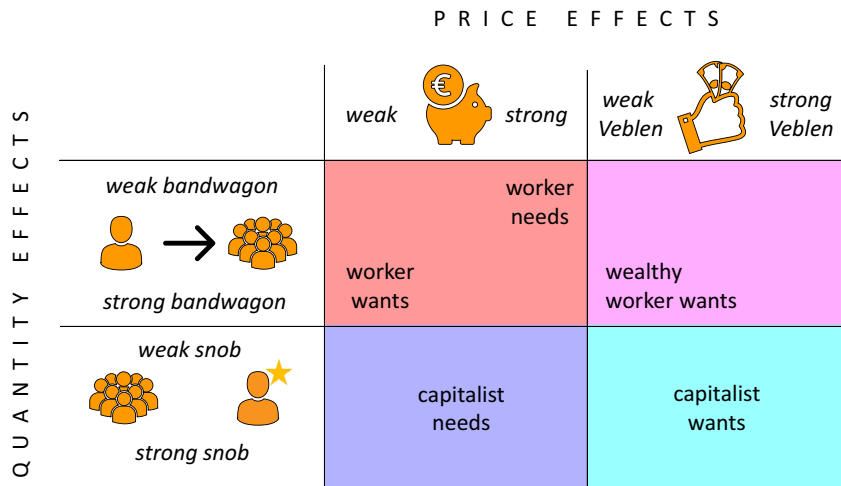 PRICE EFFECTS
weak
€
strong
weak
Veblen
strong
Veblen
QUANTITY EFFECTS
weak bandwagon
strong bandwagon
worker
needs
worker
wants
wealthy
worker wants
weak snob
strong snob
capitalist
needs
capitalist
wants